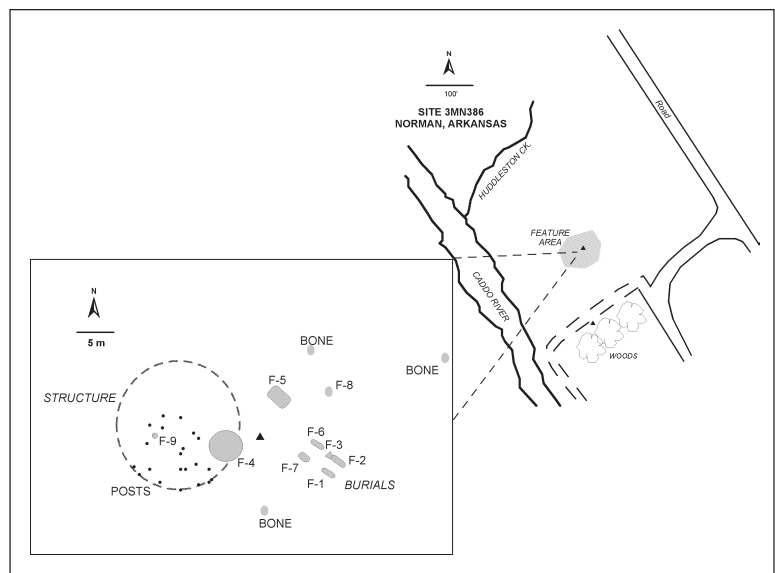 N
100'
SITE 3MN386
NORMAN, ARKANSAS
Road
HUDDLESTON CK.
FEATURE
AREA
CADDO RIVER
WOODS
N
5 m
BONE
BONE
F-5
F-8
STRUCTURE
F-9
F-6
F-3
F-4
F-7
F-2
F-1
BURIALS
POSTS
BONE